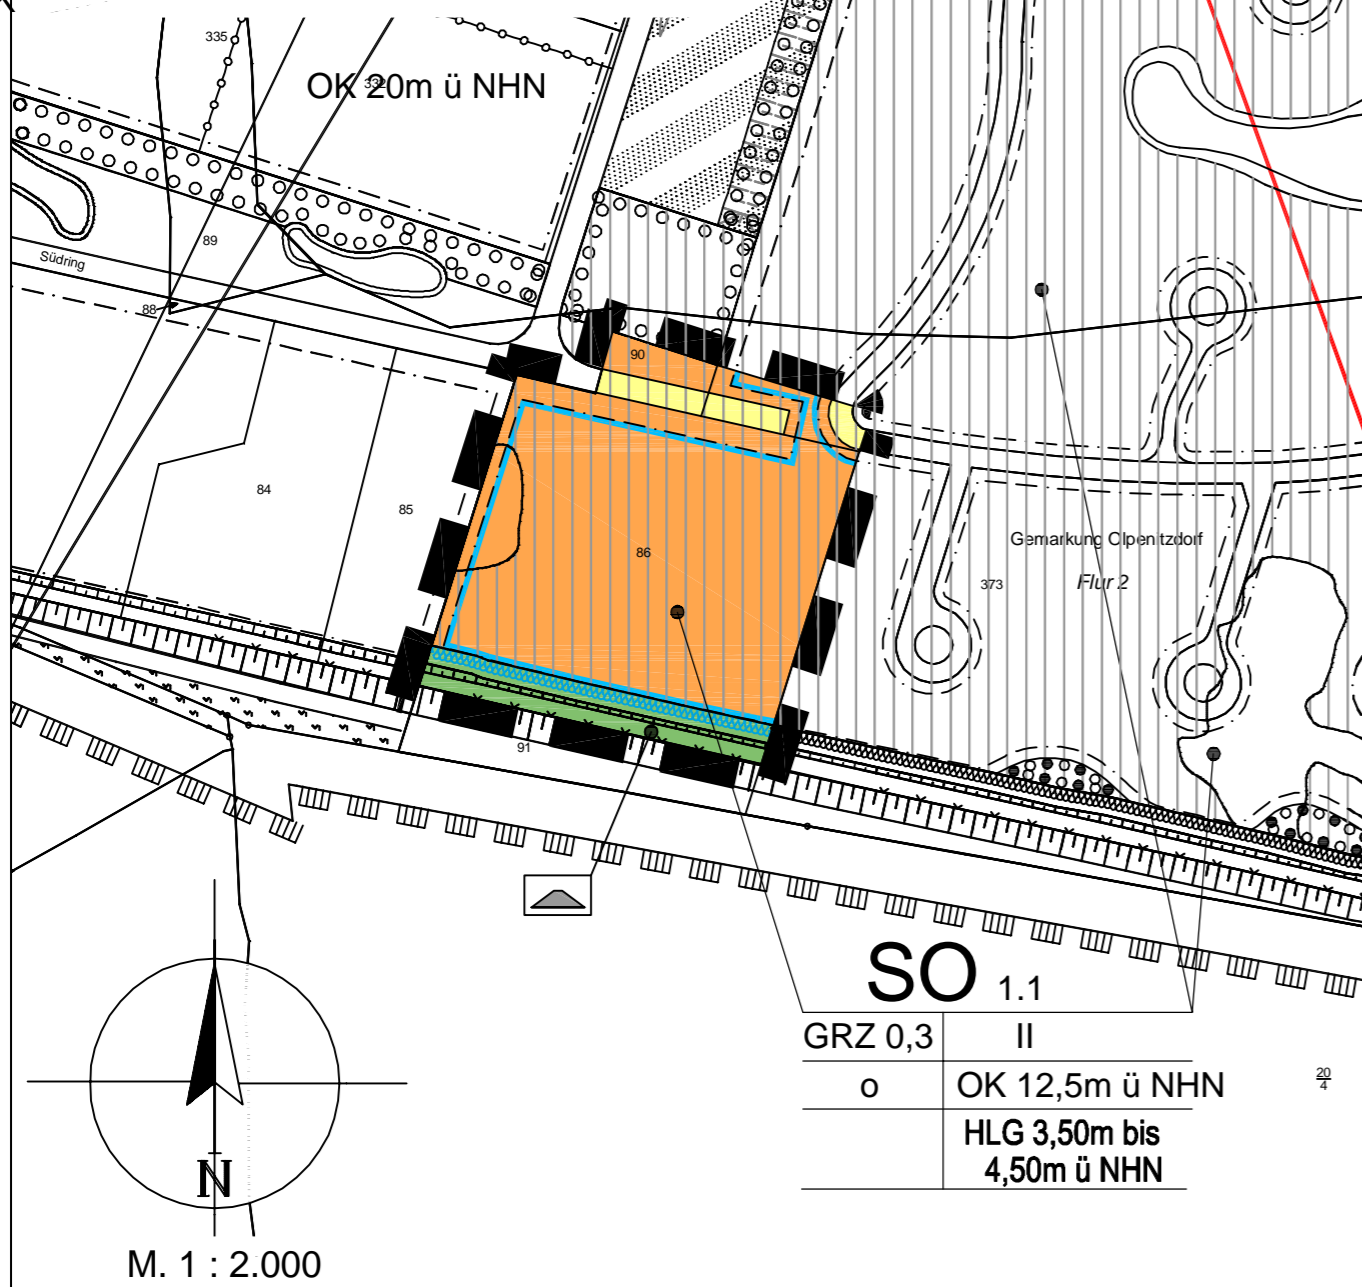 335
OK 20m ü NHN
332
89
Südring
88
90
84
85
86
Gemarkung Olpenitzdorf
373
Flur 2
91
SO 1.1
GRZ 0,3 II
o OK 12,5m ü NHN
HLG 3,50m bis
4,50m ü NHN
20
4
N
M. 1 : 2.000